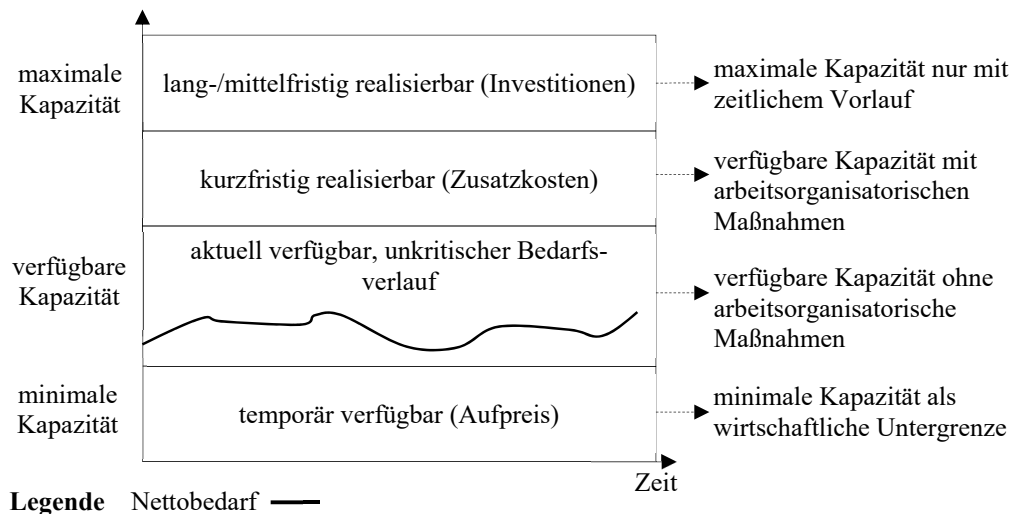 maximale
Kapazität
lang-/mittelfristig realisierbar (Investitionen)
maximale Kapazität nur mit
zeitlichem Vorlauf
kurzfristig realisierbar (Zusatzkosten)
verfügbare Kapazität mit
arbeitsorganisatorischen
Maßnahmen
verfügbare
Kapazität
aktuell verfügbar, unkritischer Bedarfs-
verlauf
verfügbare Kapazität ohne
arbeitsorganisatorische
Maßnahmen
minimale
Kapazität
temporär verfügbar (Aufpreis)
minimale Kapazität als
wirtschaftliche Untergrenze
Zeit
Legende Nettobedarf